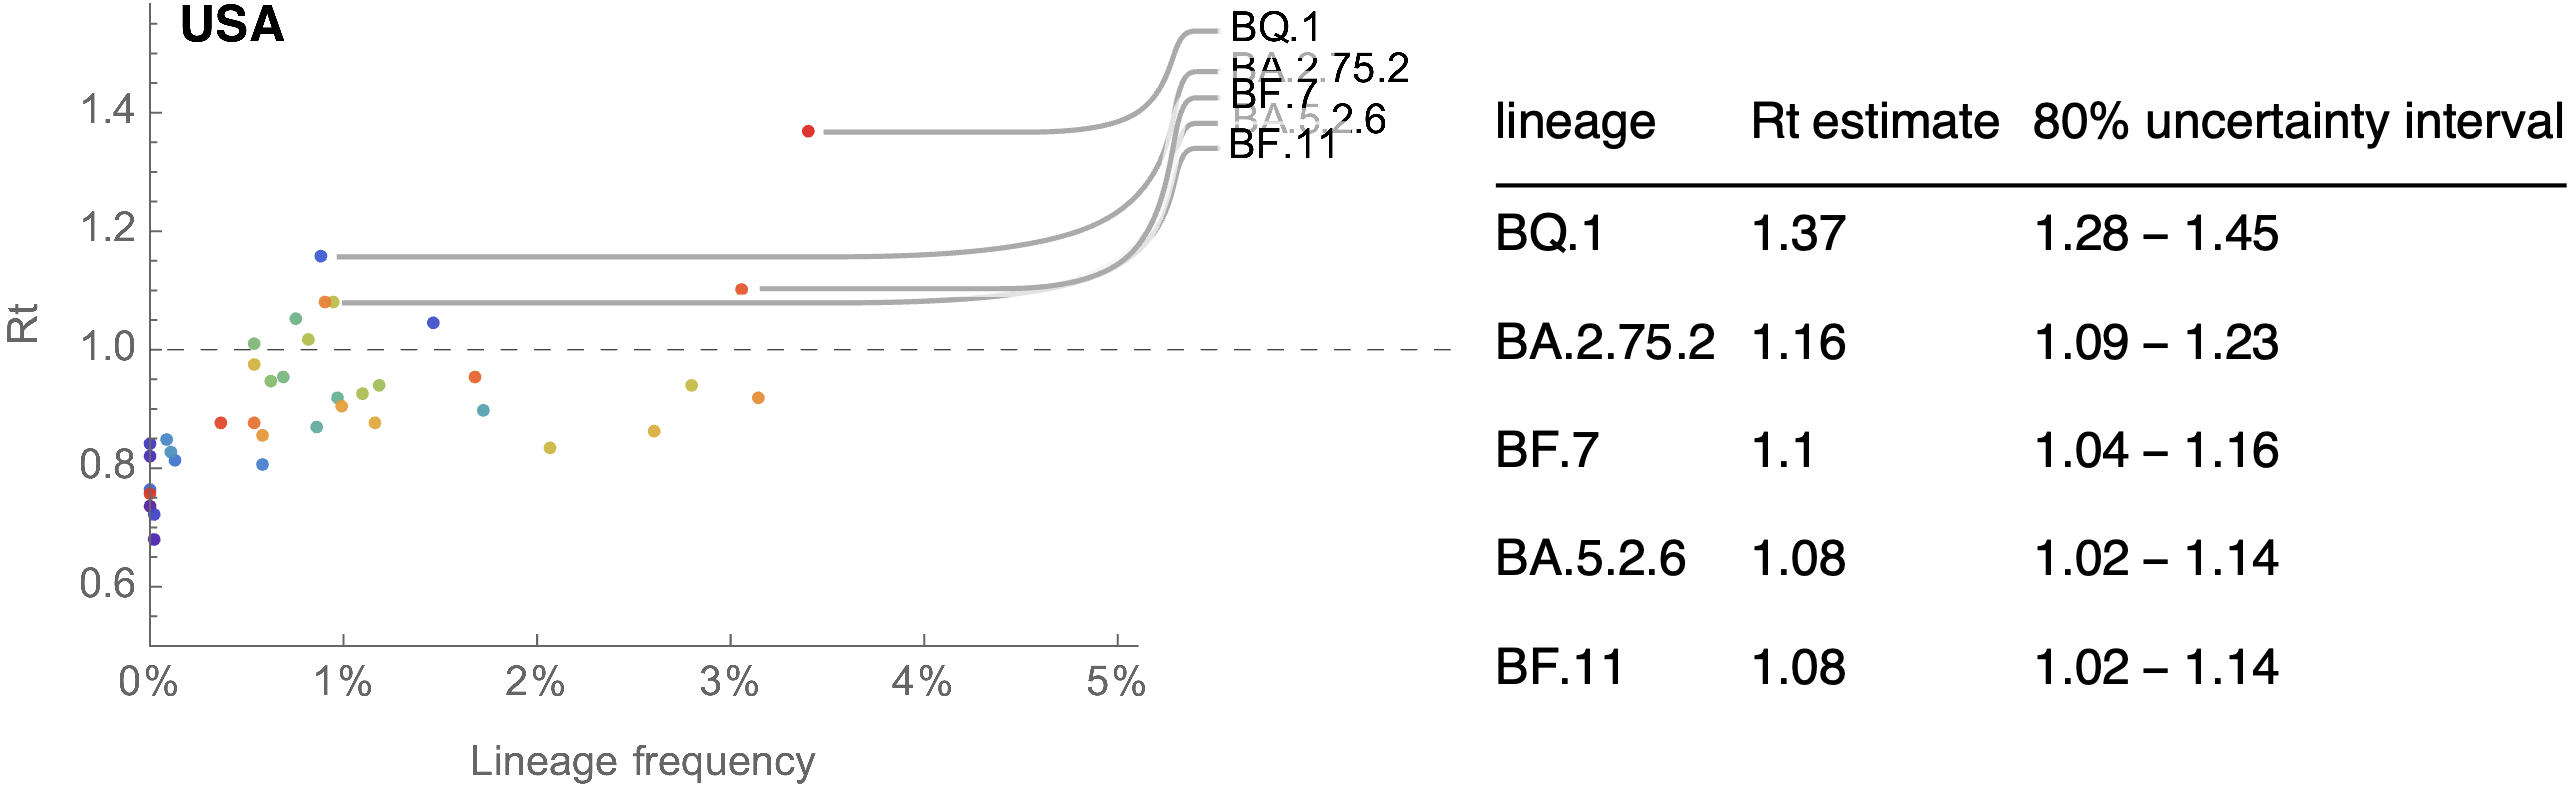 USA
BQ.1
BA.2.75.2
BF.7
BA.5.2.6
BF.11
1.4
1.2
1.0
0.8
0.6
Rt
0% 1% 2% 3% 4% 5%
Lineage frequency
lineage Rt estimate 80% uncertainty interval
BQ.1 1.37 1.28 – 1.45
BA.2.75.2 1.16 1.09 – 1.23
BF.7 1.1 1.04 – 1.16
BA.5.2.6 1.08 1.02 – 1.14
BF.11 1.08 1.02 – 1.14